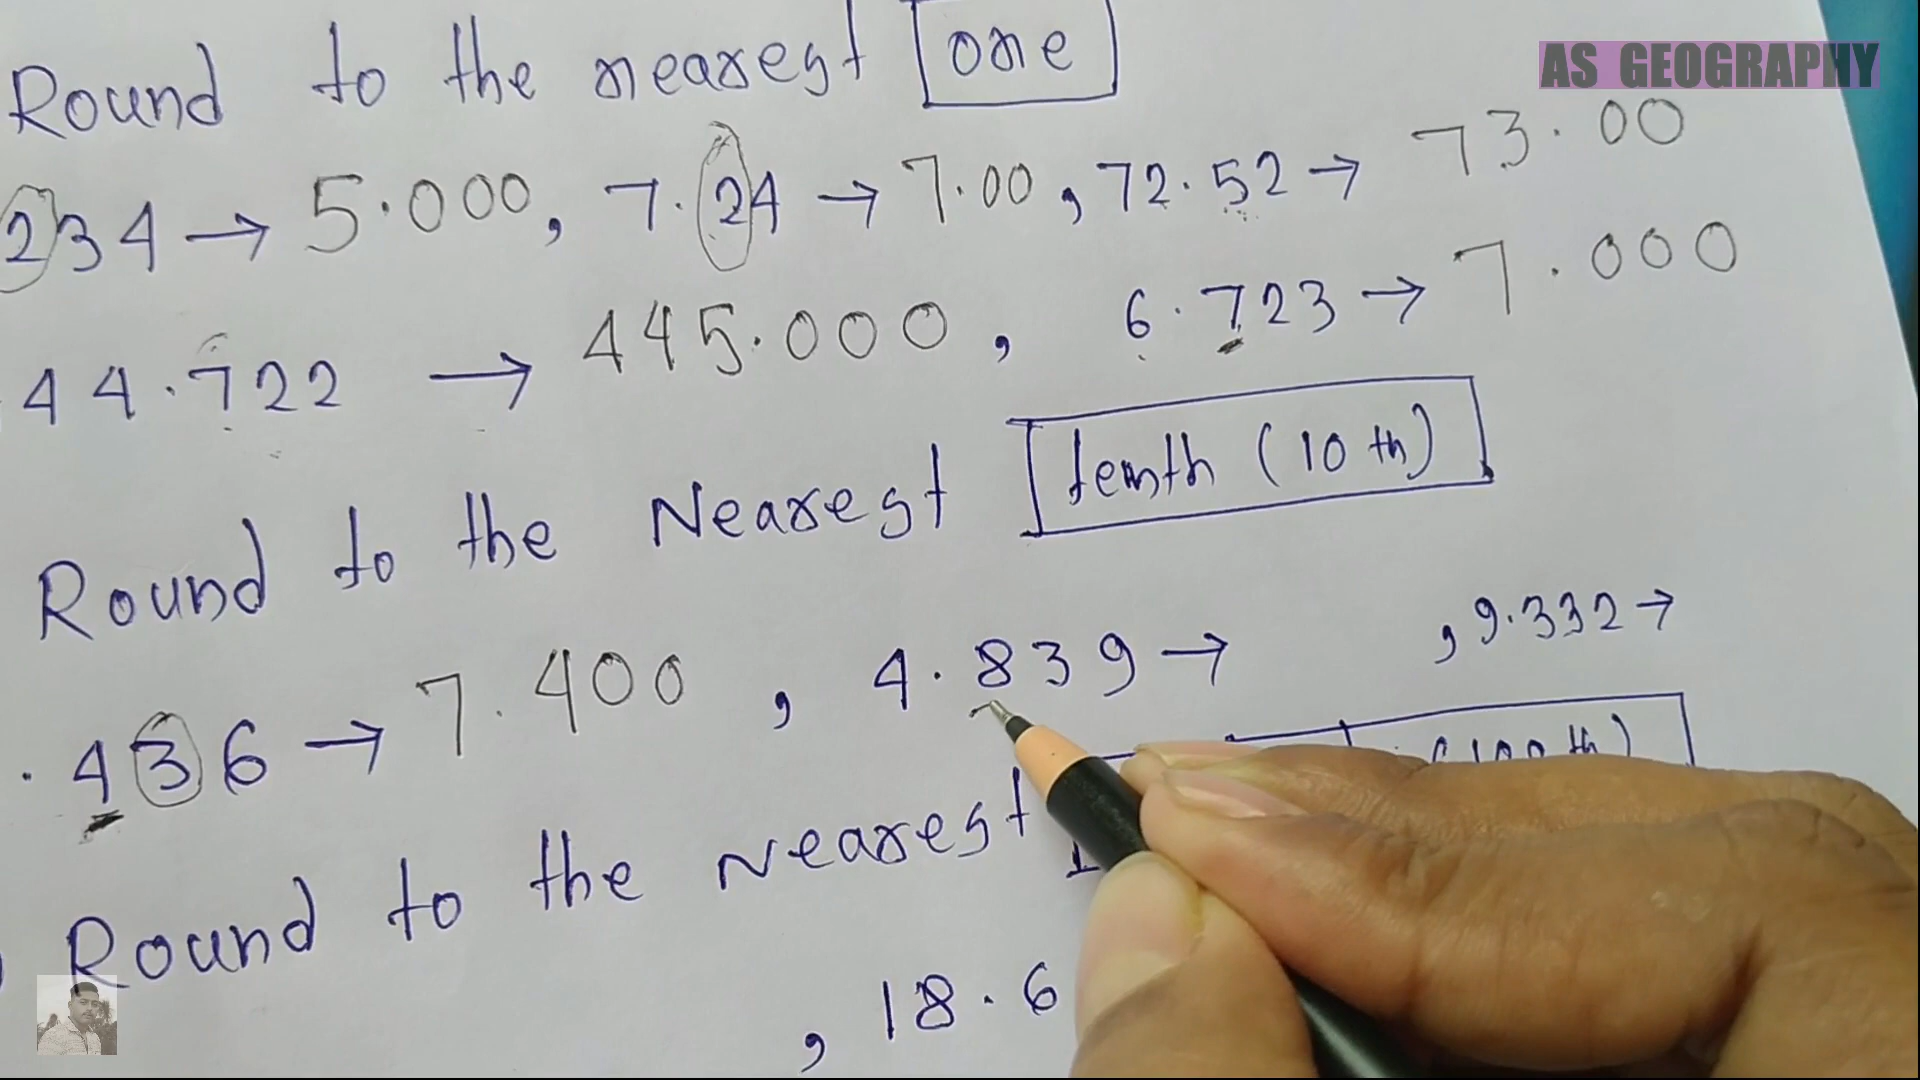 AS GEOGRAPHY
Round to the nearest one
234 → 5.000, 7.24 → 7.00, 72.52 → 73.00
44.722 → 445.000, 6.723 → 7.000
Round to the Nearest tenth (10 th)
.436 → 7.400, 4.839 → , 9.332 →
Round to the nearest (100 th)
, 18.6